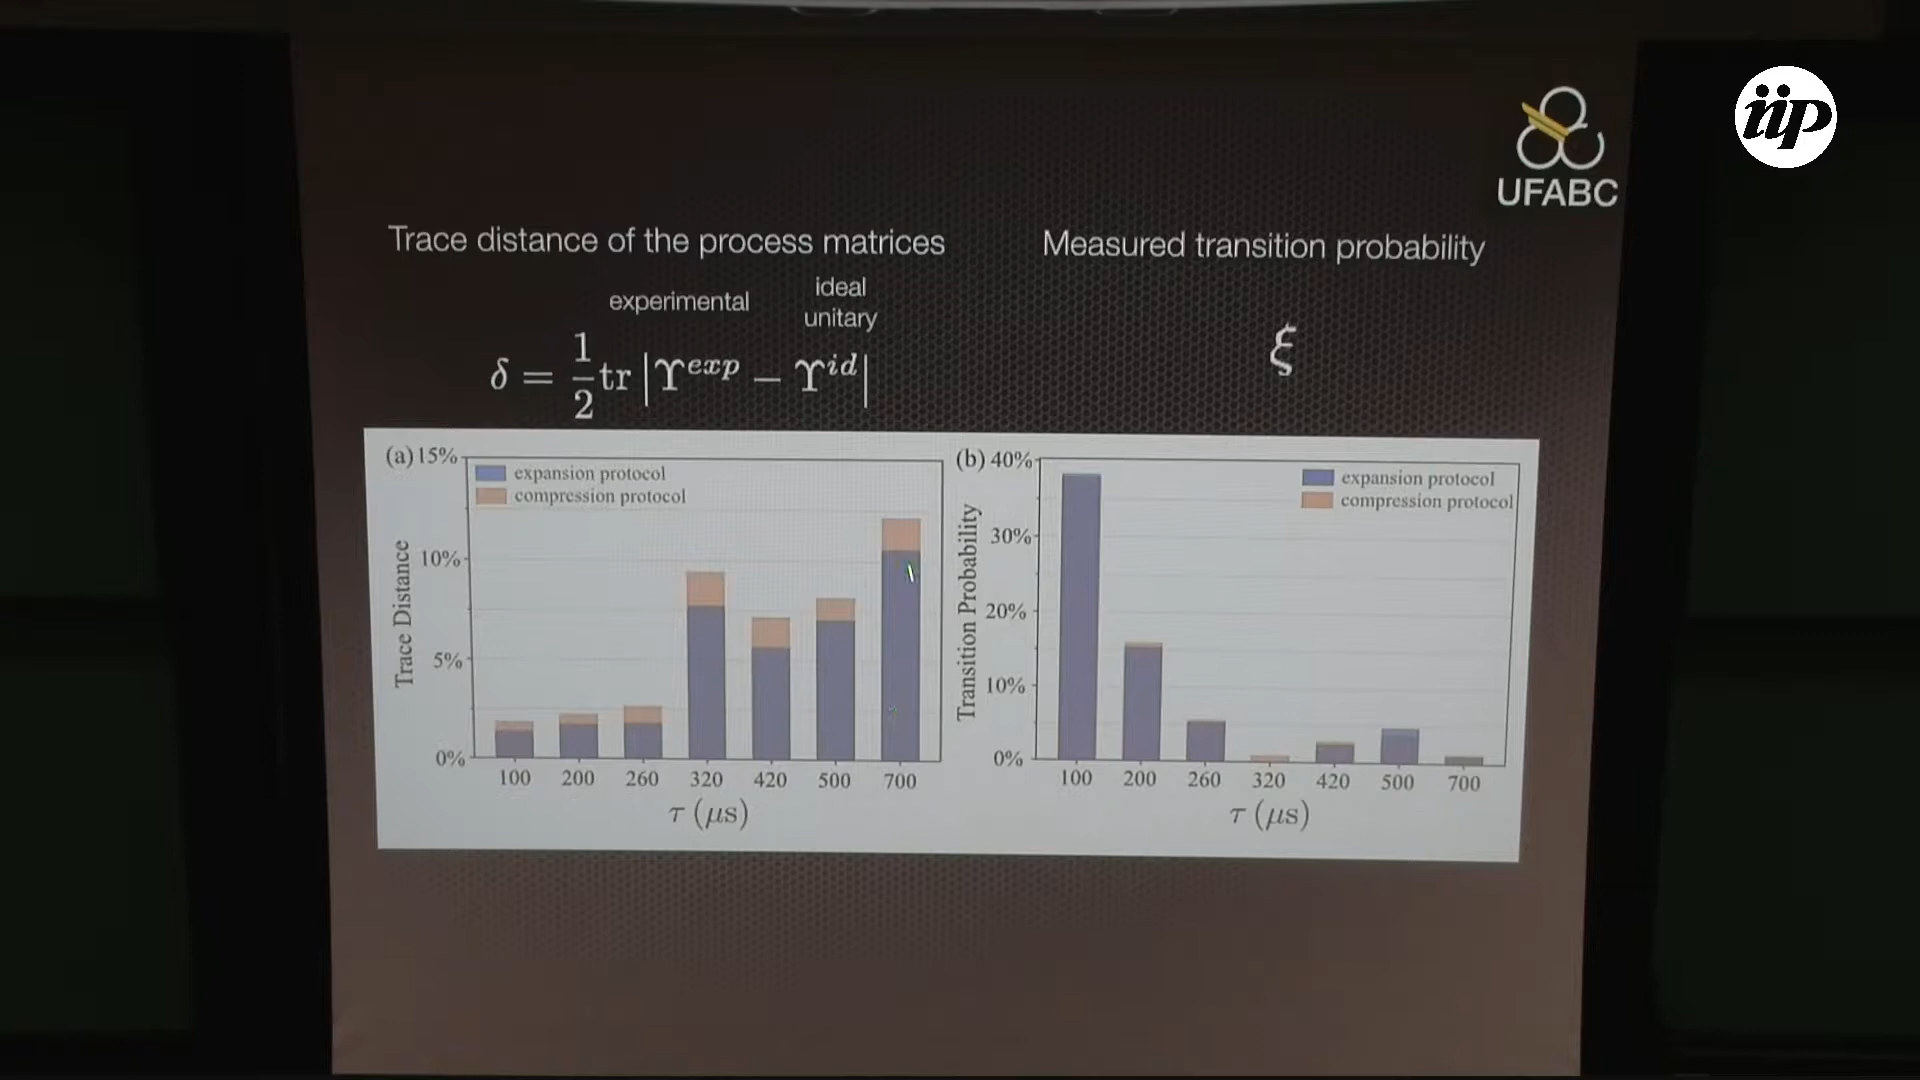 iip
UFABC
Trace distance of the process matrices
experimental
ideal
unitary
δ = 1/2 tr |ϒ^exp − ϒ^id|
Measured transition probability
ξ
(a)
15%
10%
5%
0%
Trace Distance
expansion protocol
compression protocol
100 200 260 320 420 500 700
τ (μs)
(b)
40%
30%
20%
10%
0%
Transition Probability
expansion protocol
compression protocol
100 200 260 320 420 500 700
τ (μs)